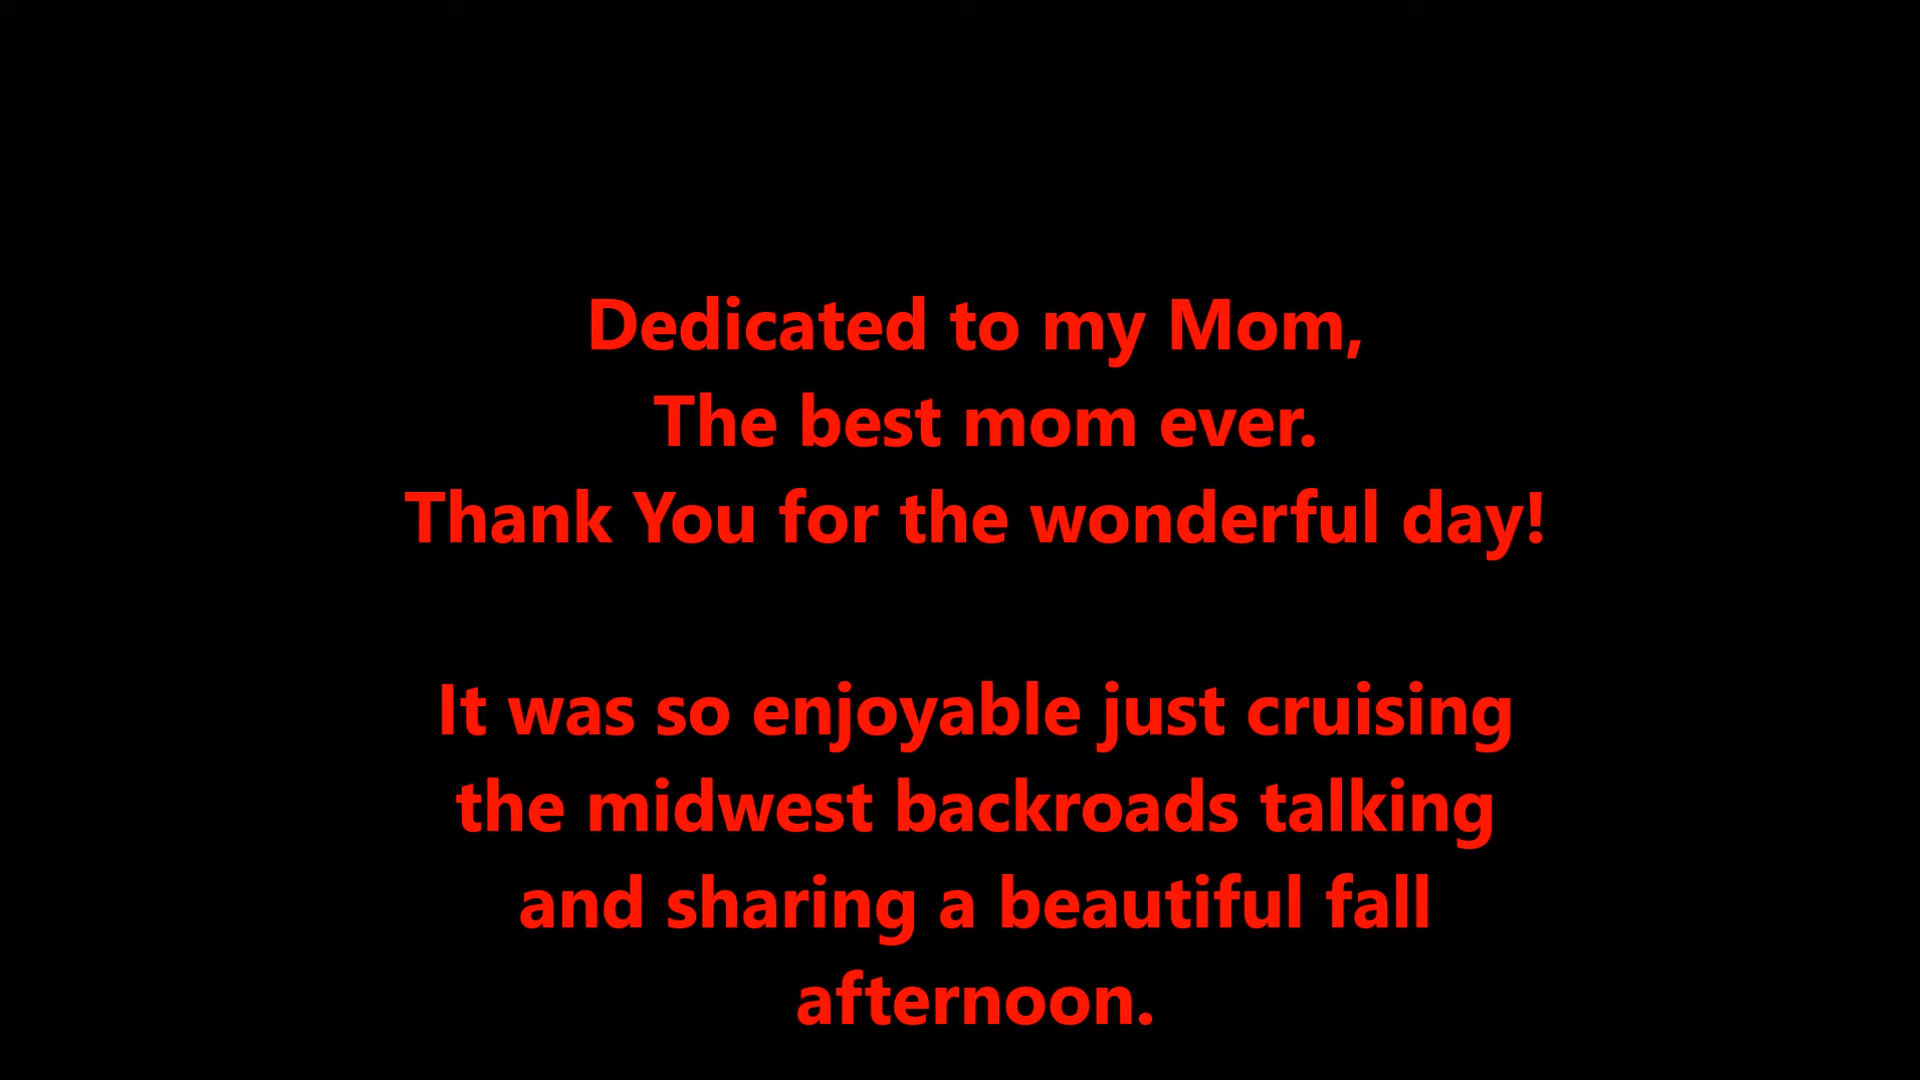 Dedicated to my Mom,
The best mom ever.
Thank You for the wonderful day!
It was so enjoyable just cruising
the midwest backroads talking
and sharing a beautiful fall
afternoon.